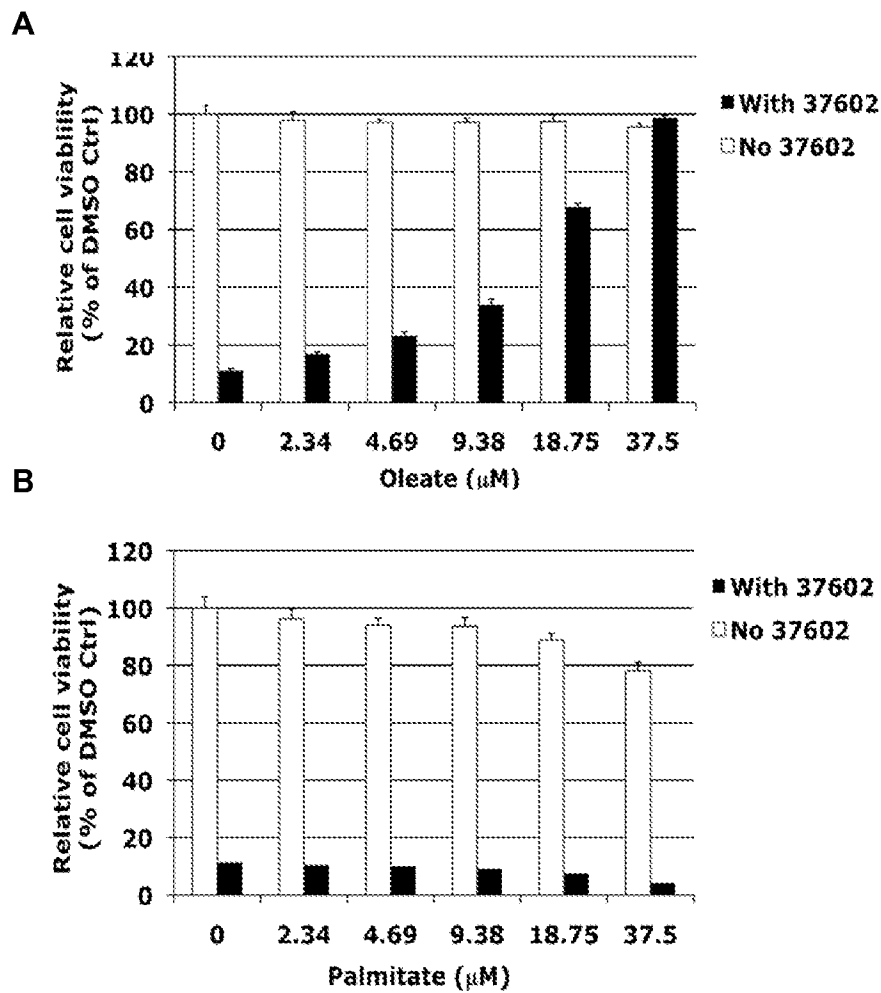 A
Relative cell viablility
(% of DMSO Ctrl)
120
100
80
60
40
20
0
0 2.34 4.69 9.38 18.75 37.5
Oleate (μM)
With 37602
No 37602
B
Relative cell viability
(% of DMSO Ctrl)
120
100
80
60
40
20
0
0 2.34 4.69 9.38 18.75 37.5
Palmitate (μM)
With 37602
No 37602